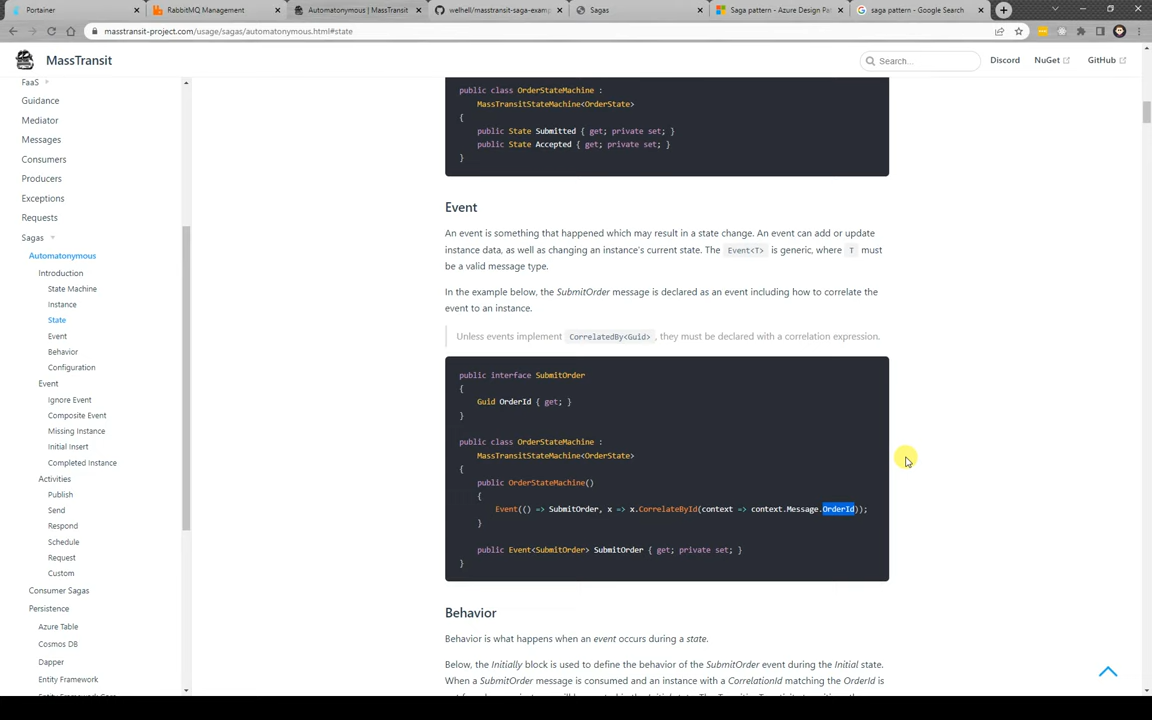 Portainer
RabbitMQ Management
Automatonymous | MassTransit
welhell/masstransit-saga-exam
Sagas
Saga pattern - Azure Design Pa
saga pattern - Google Search
masstransit-project.com/usage/sagas/automatonymous.html#state
MassTransit
Search...
Discord
NuGet
GitHub
FaaS
Guidance
Mediator
Messages
Consumers
Producers
Exceptions
Requests
Sagas
Automatonymous
Introduction
State Machine
Instance
State
Event
Behavior
Configuration
Event
Ignore Event
Composite Event
Missing Instance
Initial Insert
Completed Instance
Activities
Publish
Send
Respond
Schedule
Request
Custom
Consumer Sagas
Persistence
Azure Table
Cosmos DB
Dapper
Entity Framework
public class OrderStateMachine :
MassTransitStateMachine<OrderState>
{
public State Submitted { get; private set; }
public State Accepted { get; private set; }
}
Event
An event is something that happened which may result in a state change. An event can add or update
instance data, as well as changing an instance's current state. The Event<T> is generic, where T must
be a valid message type.
In the example below, the SubmitOrder message is declared as an event including how to correlate the
event to an instance.
Unless events implement CorrelatedBy<Guid>, they must be declared with a correlation expression.
public interface SubmitOrder
{
Guid OrderId { get; }
}
public class OrderStateMachine :
MassTransitStateMachine<OrderState>
{
public OrderStateMachine()
{
Event(() => SubmitOrder, x => x.CorrelateById(context => context.Message.OrderId));
}
public Event<SubmitOrder> SubmitOrder { get; private set; }
}
Behavior
Behavior is what happens when an event occurs during a state.
Below, the Initially block is used to define the behavior of the SubmitOrder event during the Initial state.
When a SubmitOrder message is consumed and an instance with a CorrelationId matching the OrderId is